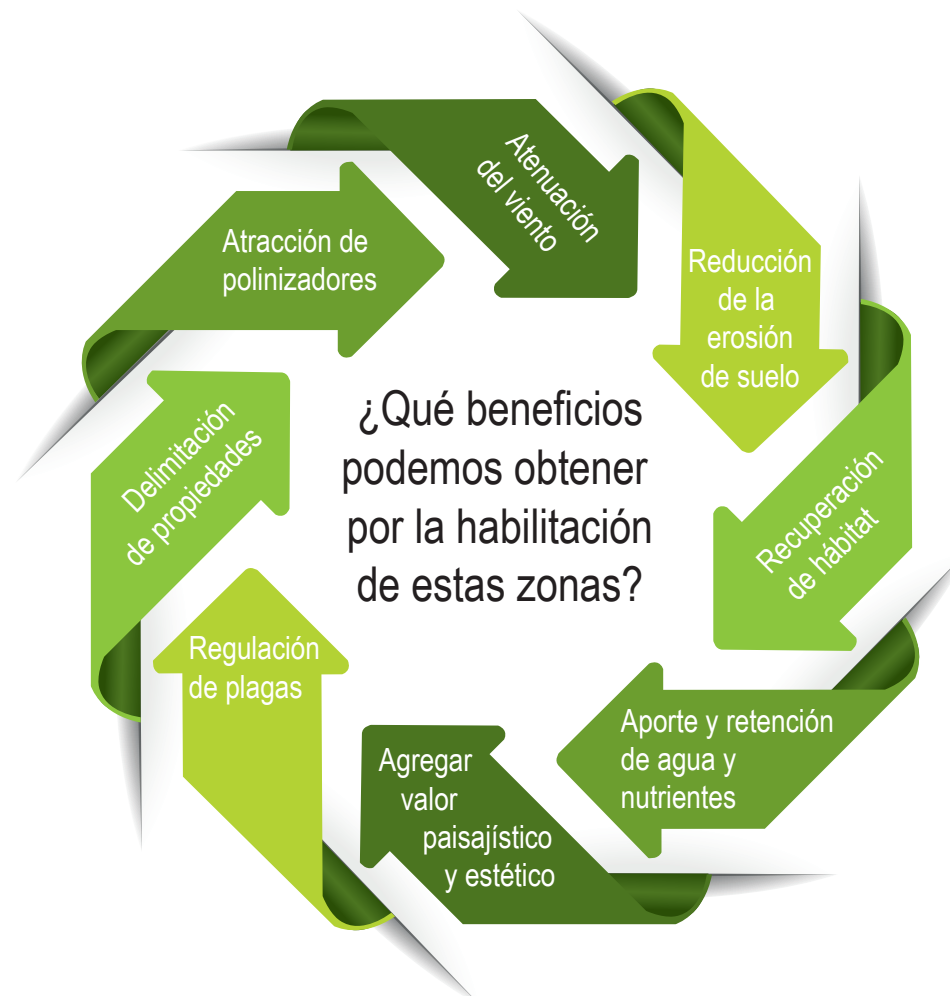 Atenuación
del viento
Reducción
de la
erosión
de suelo
Recuperación
de hábitat
Aporte y retención
de agua y
nutrientes
Agregar
valor
paisajístico
y estético
Regulación
de plagas
Delimitación
de propiedades
Atracción de
polinizadores
¿Qué beneficios
podemos obtener
por la habilitación
de estas zonas?